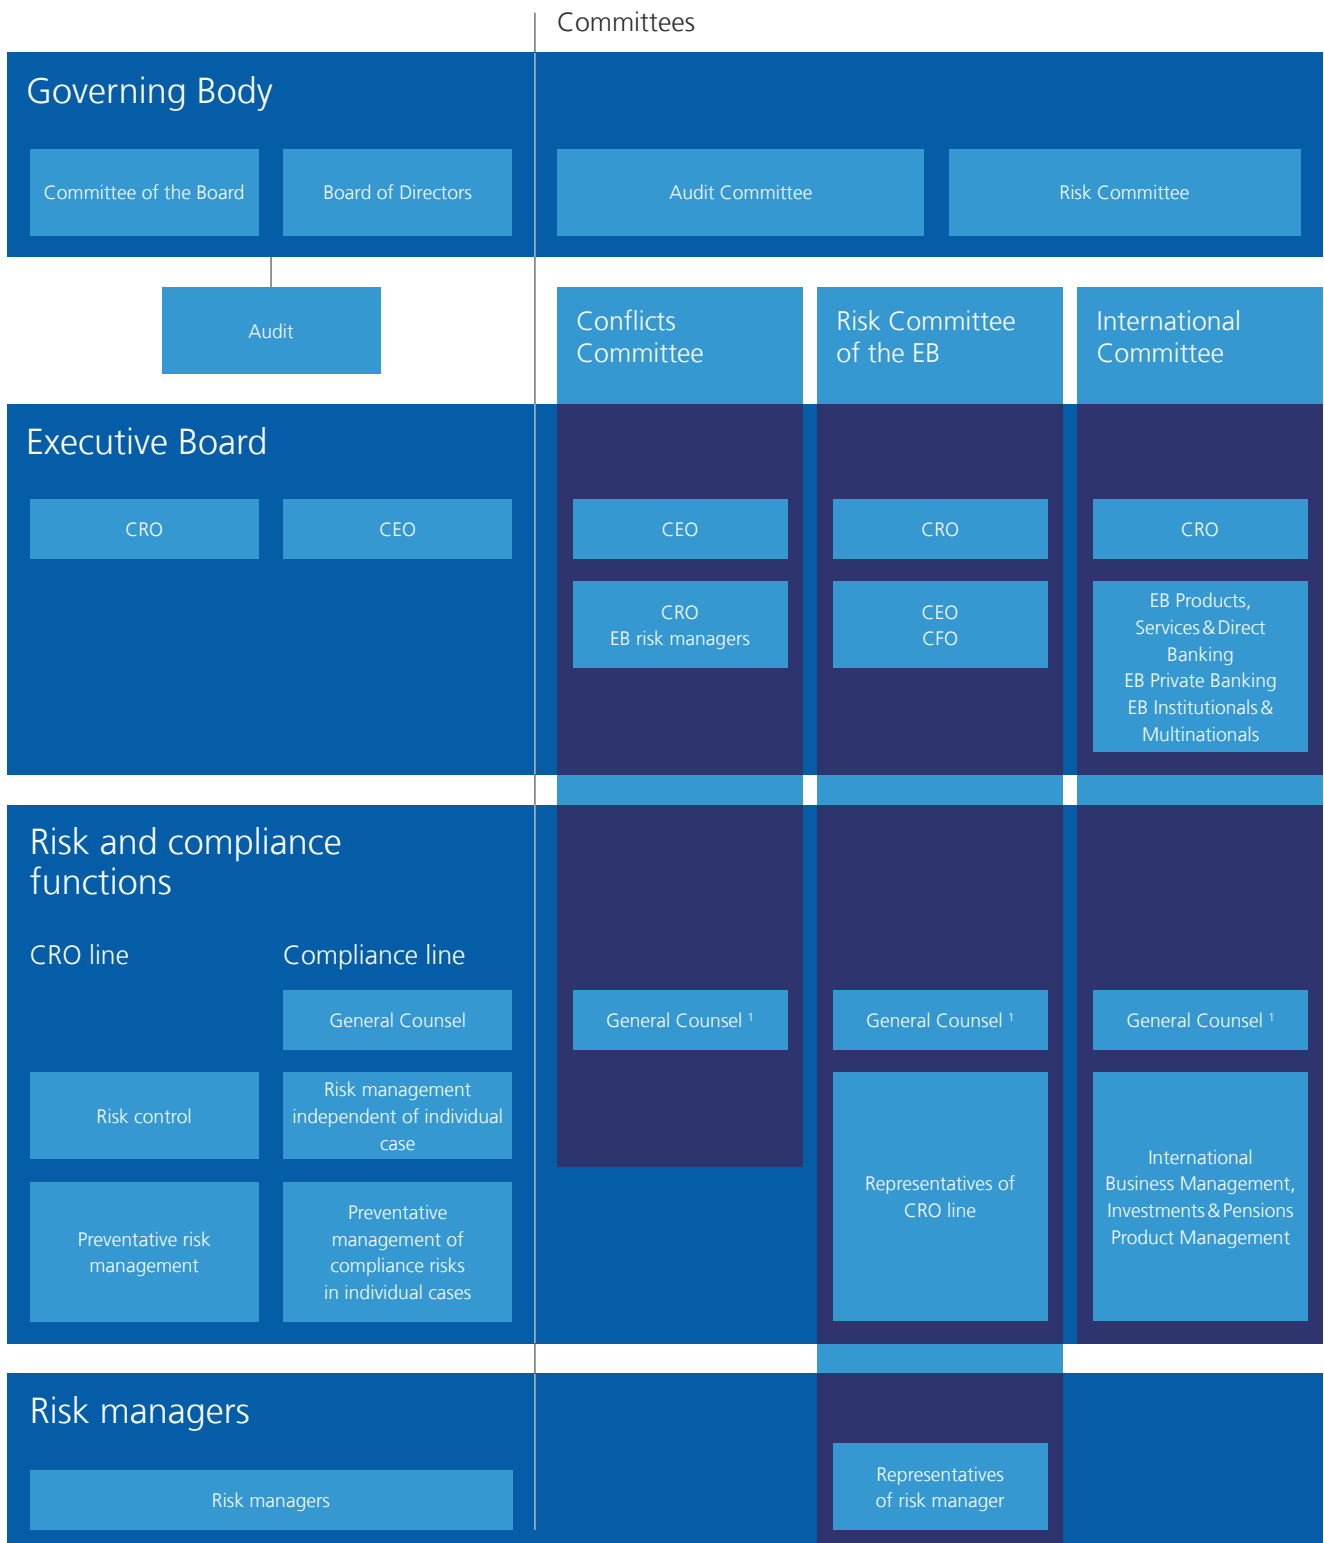 Committees
Governing Body
Committee of the Board
Board of Directors
Audit Committee
Risk Committee
Audit
Conflicts
Committee
Risk Committee
of the EB
International
Committee
Executive Board
CRO
CEO
CEO
CRO
CRO
CRO
EB risk managers
CEO
CFO
EB Products,
Services & Direct
Banking
EB Private Banking
EB Institutionals &
Multinationals
Risk and compliance
functions
CRO line
Compliance line
General Counsel
General Counsel 1
General Counsel 1
General Counsel 1
Risk control
Risk management
independent of individual
case
Preventative risk
management
Preventative
management of
compliance risks
in individual cases
Representatives of
CRO line
International
Business Management,
Investments & Pensions
Product Management
Risk managers
Risk managers
Representatives
of risk manager